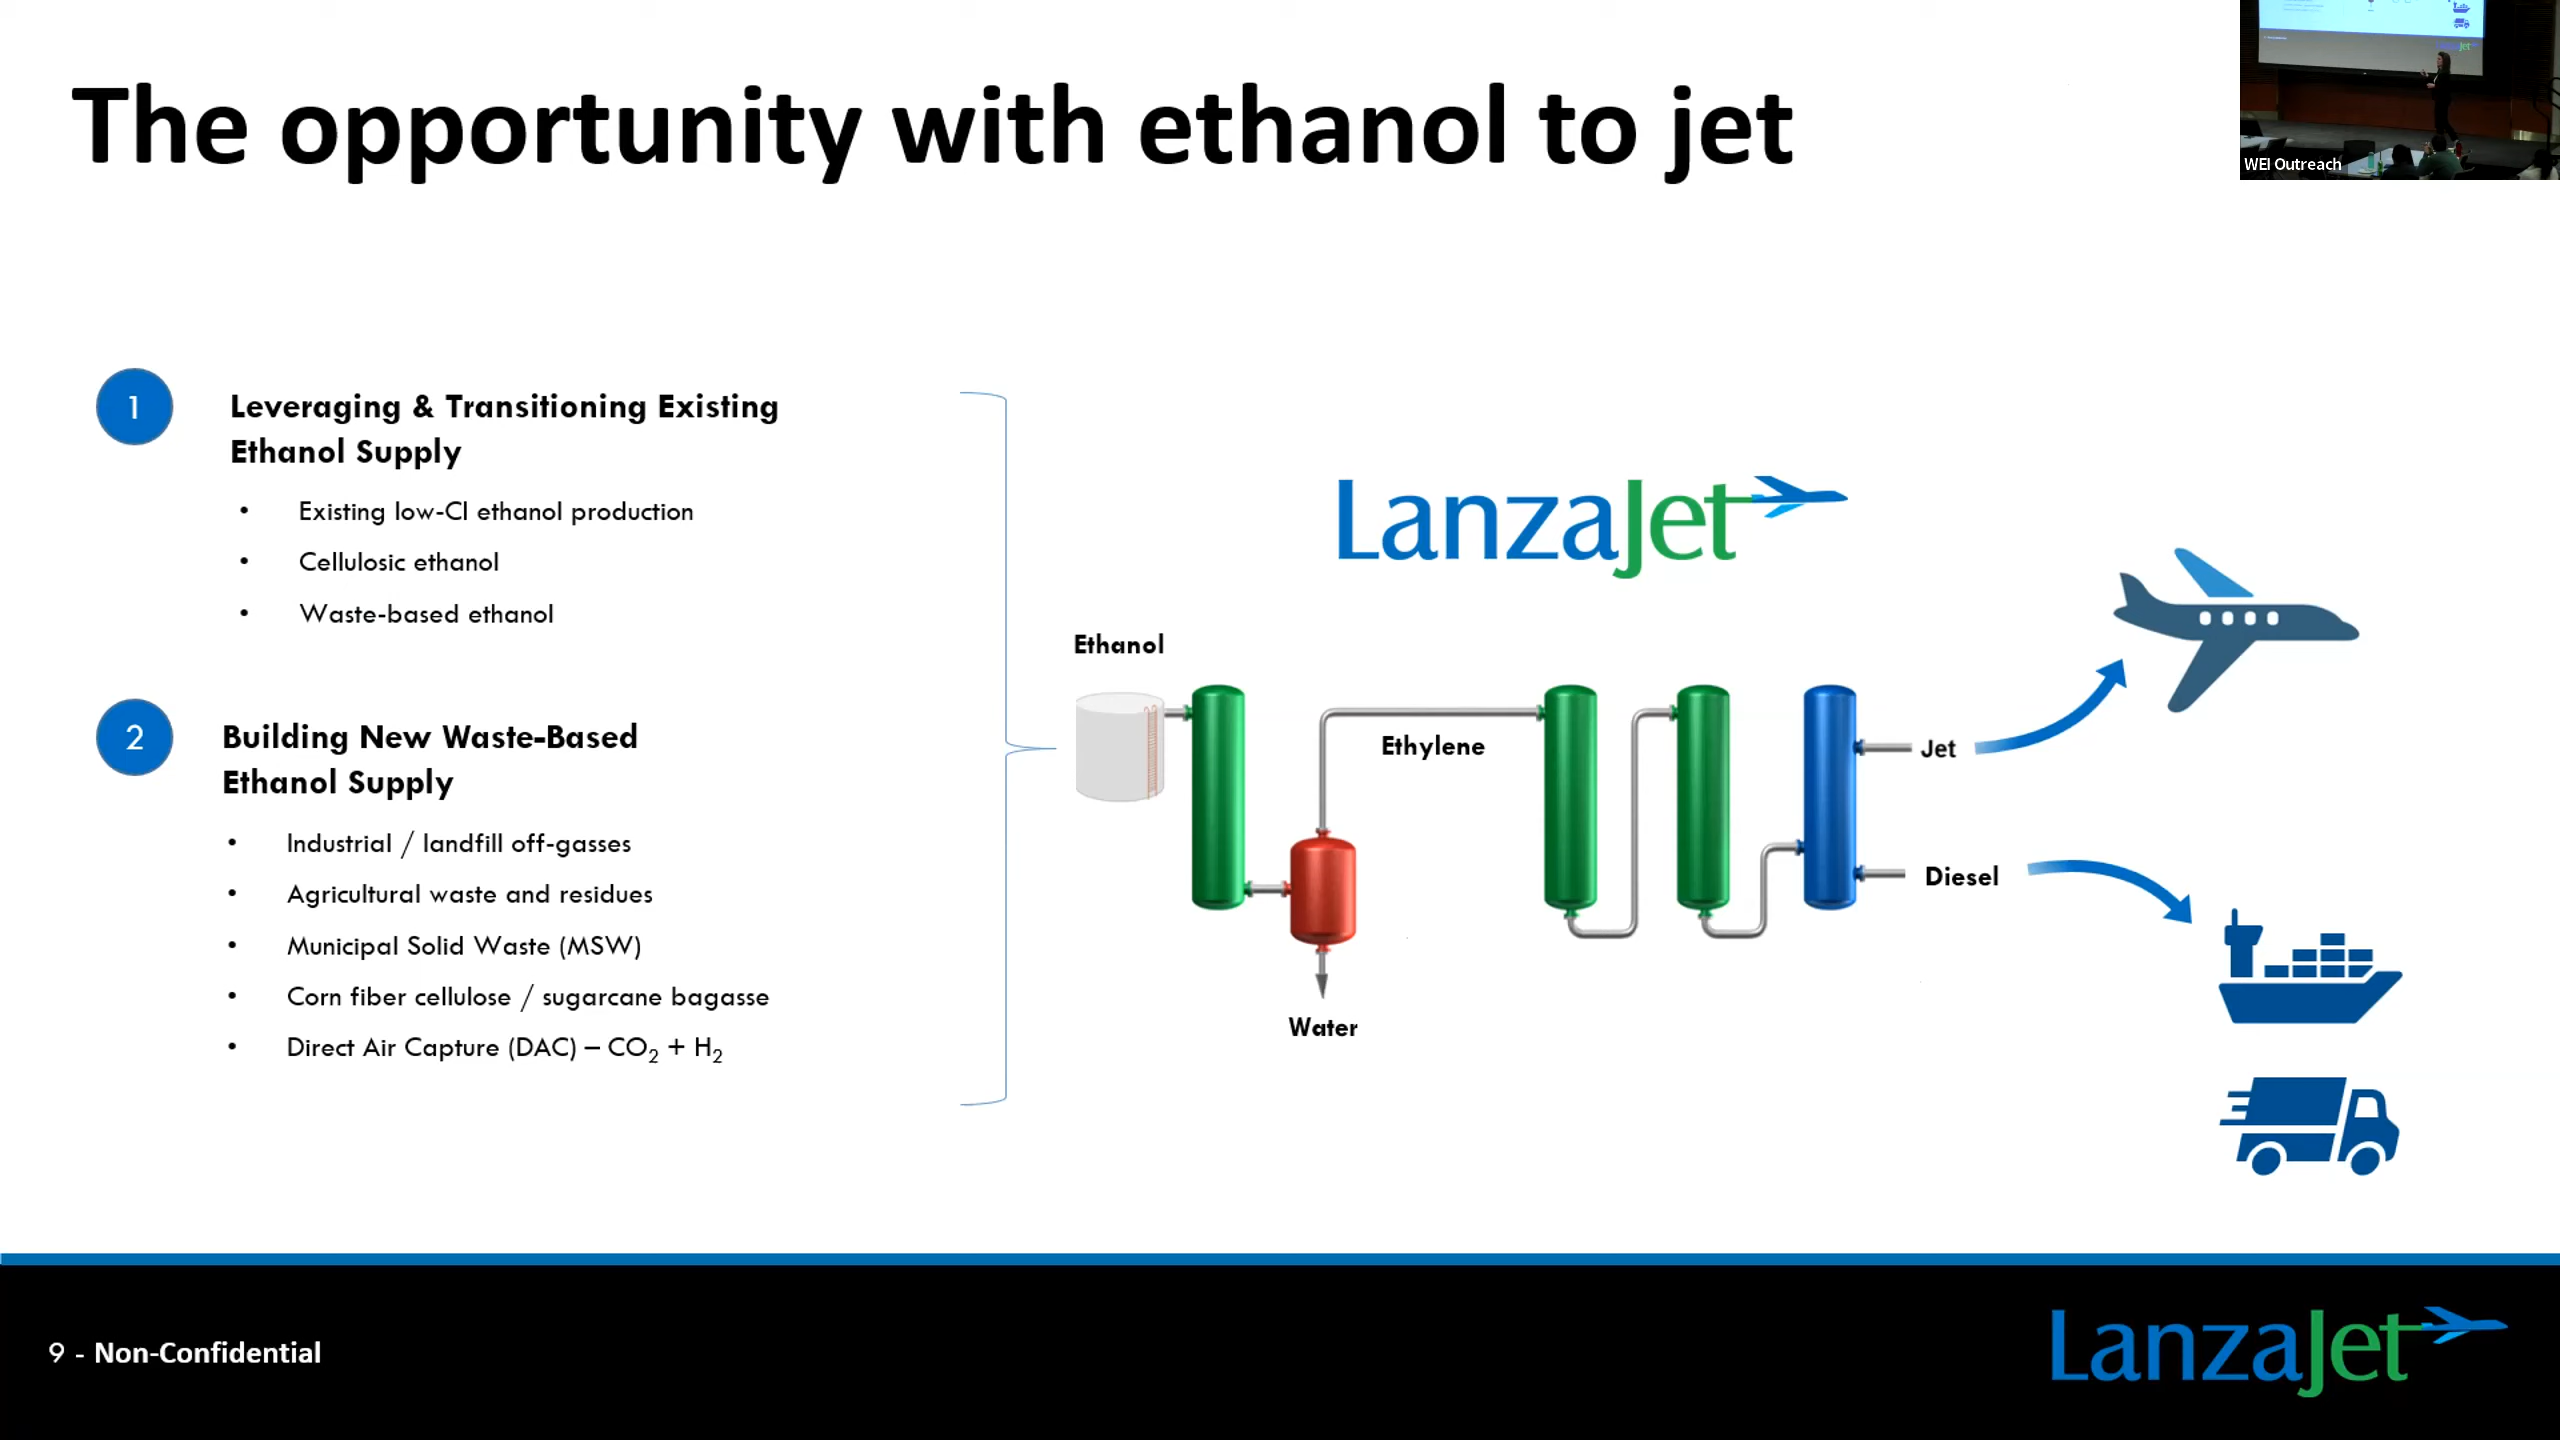 The opportunity with ethanol to jet
WEI Outreach
1
Leveraging & Transitioning Existing
Ethanol Supply
• Existing low-CI ethanol production
• Cellulosic ethanol
• Waste-based ethanol
2
Building New Waste-Based
Ethanol Supply
• Industrial / landfill off-gasses
• Agricultural waste and residues
• Municipal Solid Waste (MSW)
• Corn fiber cellulose / sugarcane bagasse
• Direct Air Capture (DAC) – CO₂ + H₂
LanzaJet
Ethanol
Ethylene
Water
Jet
Diesel
9 - Non-Confidential
LanzaJet